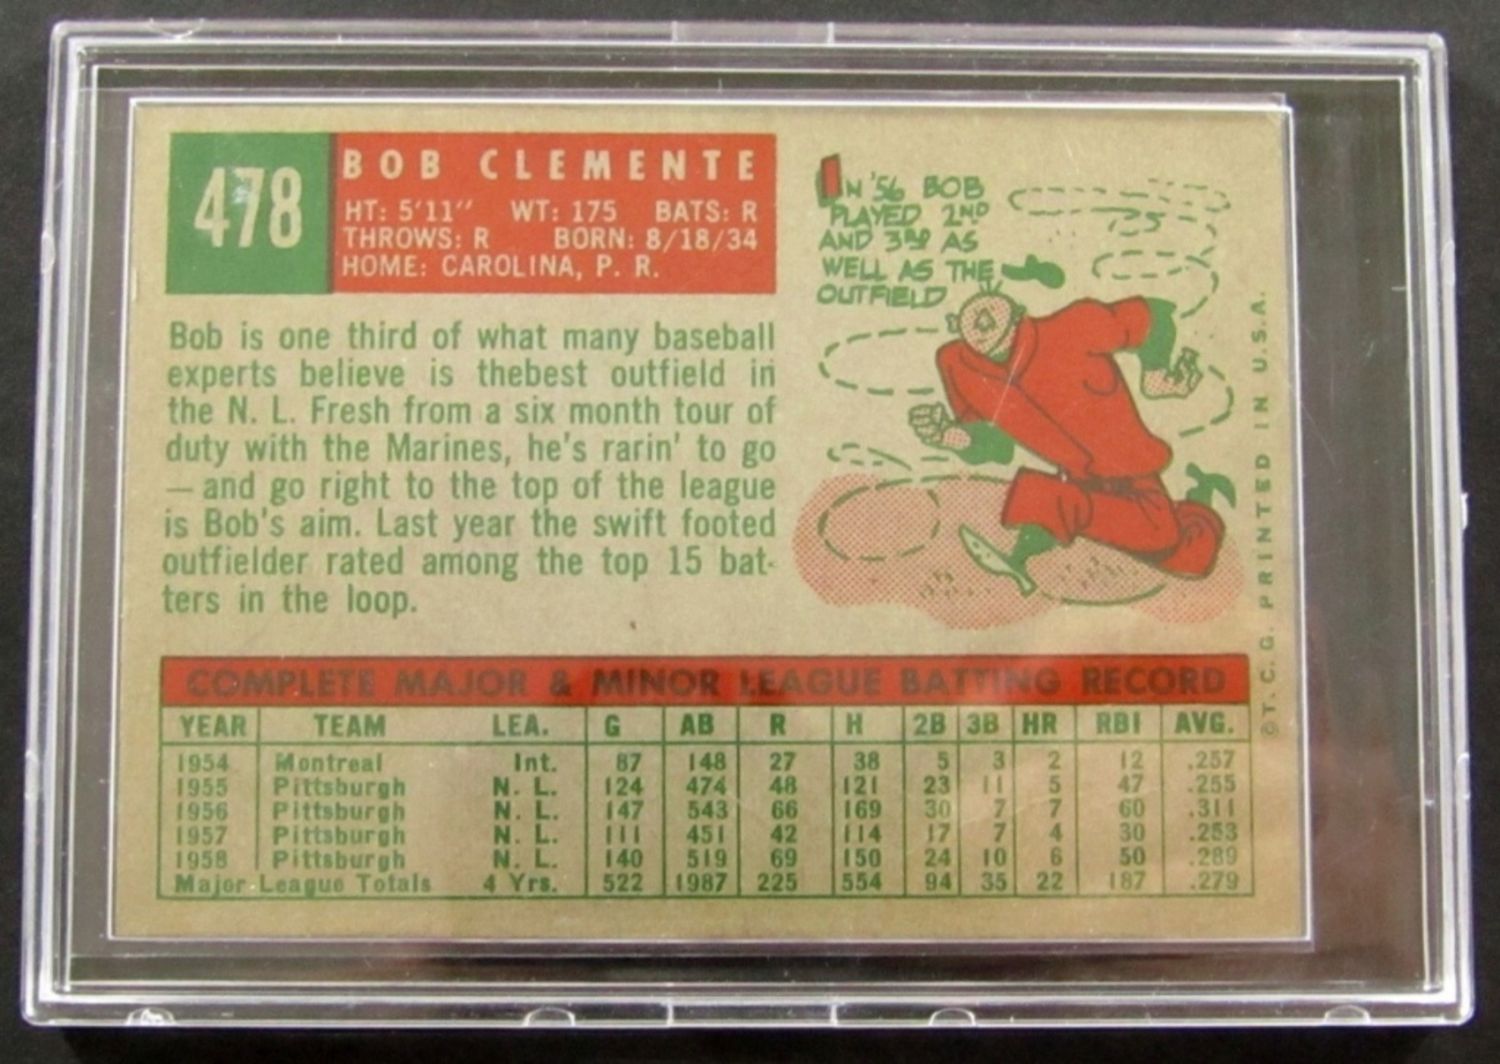 478
BOB CLEMENTE
HT: 5'11" WT: 175 BATS: R
THROWS: R BORN: 8/18/34
HOME: CAROLINA, P. R.
IN '56 BOB
PLAYED 2ND
AND 3RD AS
WELL AS THE
OUTFIELD
Bob is one third of what many baseball
experts believe is thebest outfield in
the N. L. Fresh from a six month tour of
duty with the Marines, he's rarin' to go
— and go right to the top of the league
is Bob's aim. Last year the swift footed
outfielder rated among the top 15 bat-
ters in the loop.
COMPLETE MAJOR & MINOR LEAGUE BATTING RECORD
YEAR TEAM LEA. G AB R H 2B 3B HR RBI AVG.
1954 Montreal Int. 87 148 27 38 5 3 2 12 .257
1955 Pittsburgh N. L. 124 474 48 121 23 11 5 47 .255
1956 Pittsburgh N. L. 147 543 66 169 30 7 7 60 .311
1957 Pittsburgh N. L. 111 451 42 114 17 7 4 30 .253
1958 Pittsburgh N. L. 140 519 69 150 24 10 6 50 .289
Major League Totals 4 Yrs. 522 1987 225 554 94 35 22 187 .279
©T. C. G. PRINTED IN U.S.A.